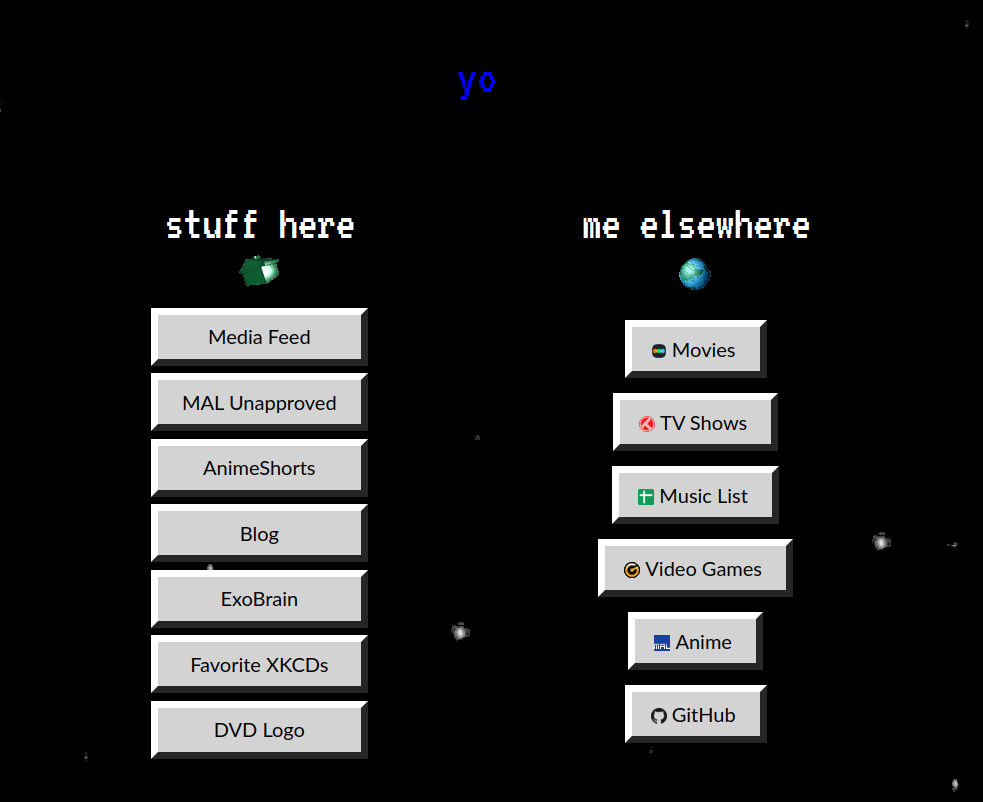 yo
stuff here
Media Feed
MAL Unapproved
AnimeShorts
Blog
ExoBrain
Favorite XKCDs
DVD Logo
me elsewhere
Movies
TV Shows
Music List
Video Games
MAL Anime
GitHub